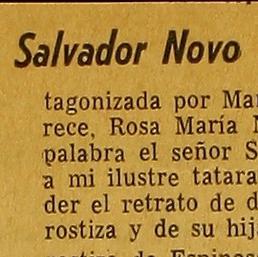 Salvador Novo
tagonizada por Mar
rece, Rosa María
palabra el señor S
a mi ilustre tatara
der el retrato de d
rostiza y de su hij